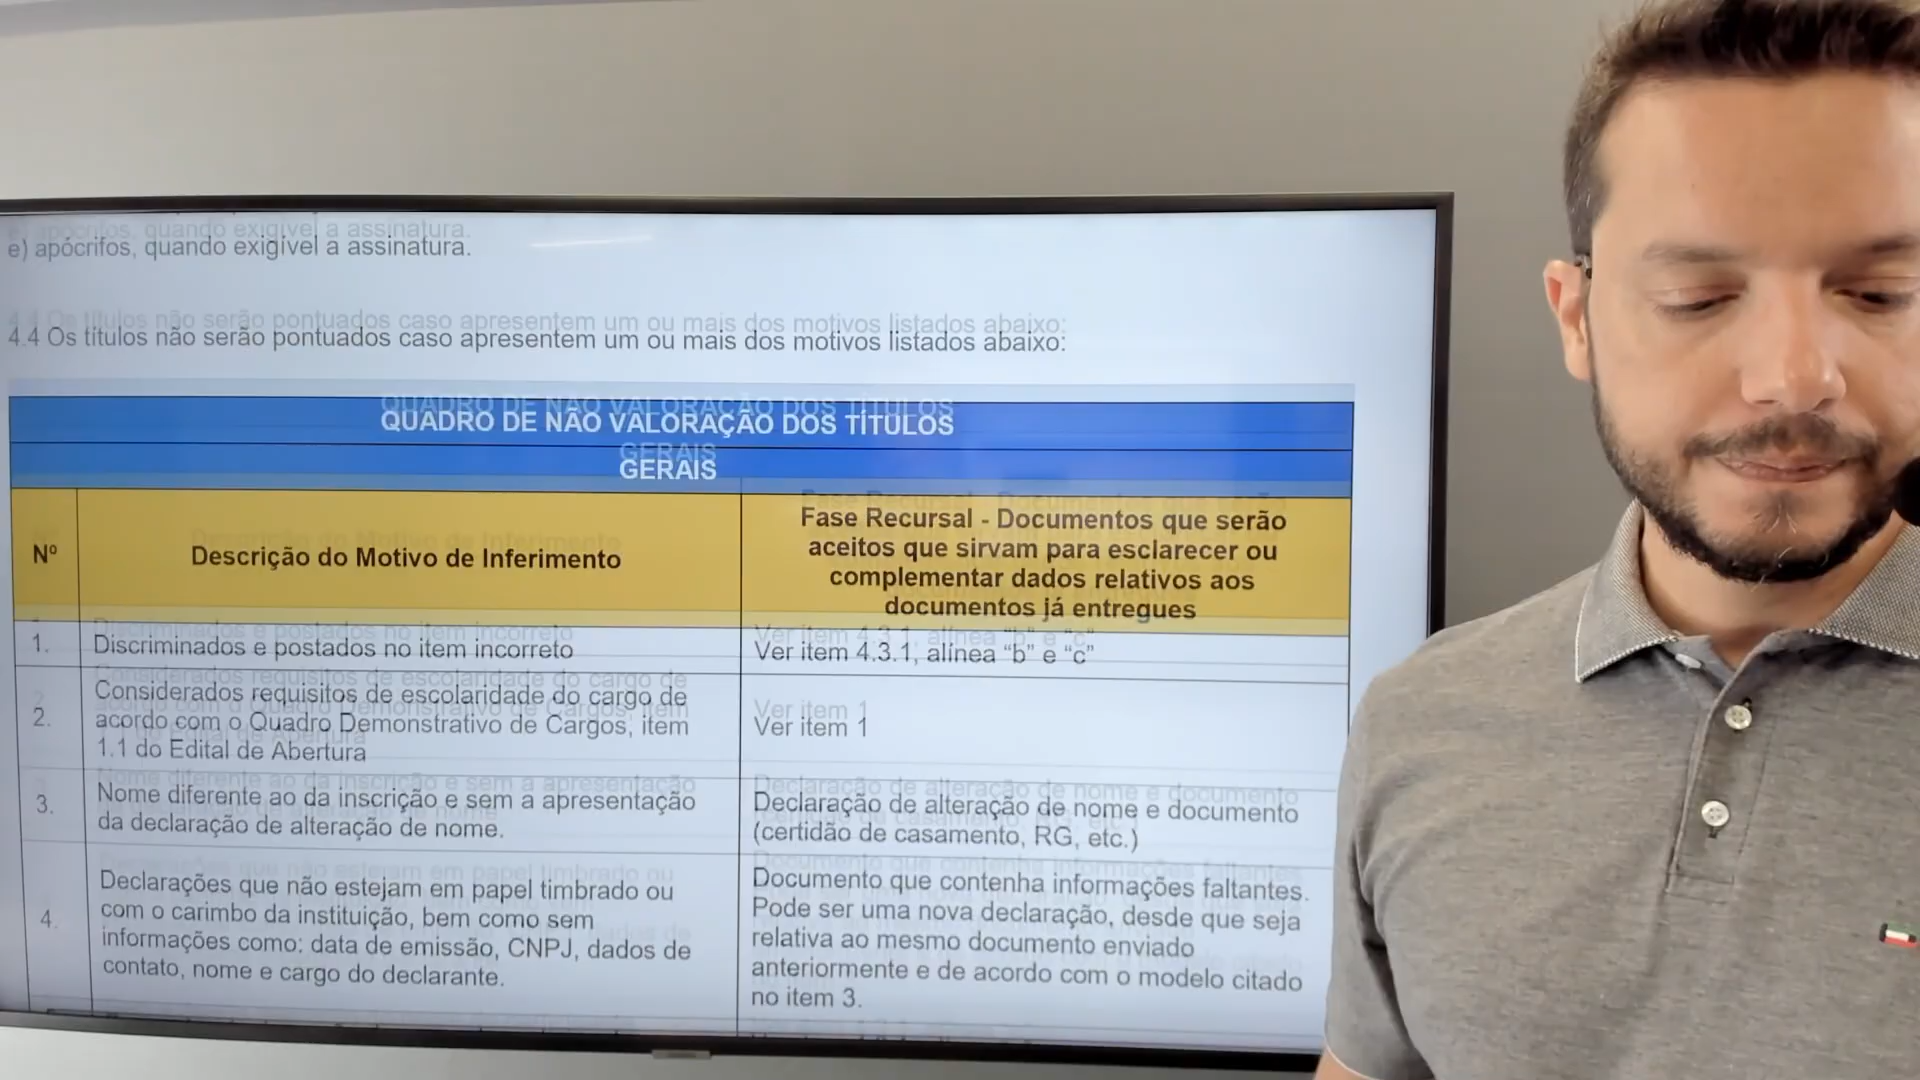 e) apócrifos, quando exigível a assinatura.
4.4 Os títulos não serão pontuados caso apresentem um ou mais dos motivos listados abaixo:
QUADRO DE NÃO VALORAÇÃO DOS TÍTULOS
GERAIS
Nº
Descrição do Motivo de Inferimento
Fase Recursal - Documentos que serão
aceitos que sirvam para esclarecer ou
complementar dados relativos aos
documentos já entregues
1.
Discriminados e postados no item incorreto
Ver item 4.3.1, alínea “b” e “c”
2.
Considerados requisitos de escolaridade do cargo de
acordo com o Quadro Demonstrativo de Cargos, item
1.1 do Edital de Abertura
Ver item 1
3.
Nome diferente ao da inscrição e sem a apresentação
da declaração de alteração de nome.
Declaração de alteração de nome e documento
(certidão de casamento, RG, etc.)
4.
Declarações que não estejam em papel timbrado ou
com o carimbo da instituição, bem como sem
informações como: data de emissão, CNPJ, dados de
contato, nome e cargo do declarante.
Documento que contenha informações faltantes.
Pode ser uma nova declaração, desde que seja
relativa ao mesmo documento enviado
anteriormente e de acordo com o modelo citado
no item 3.